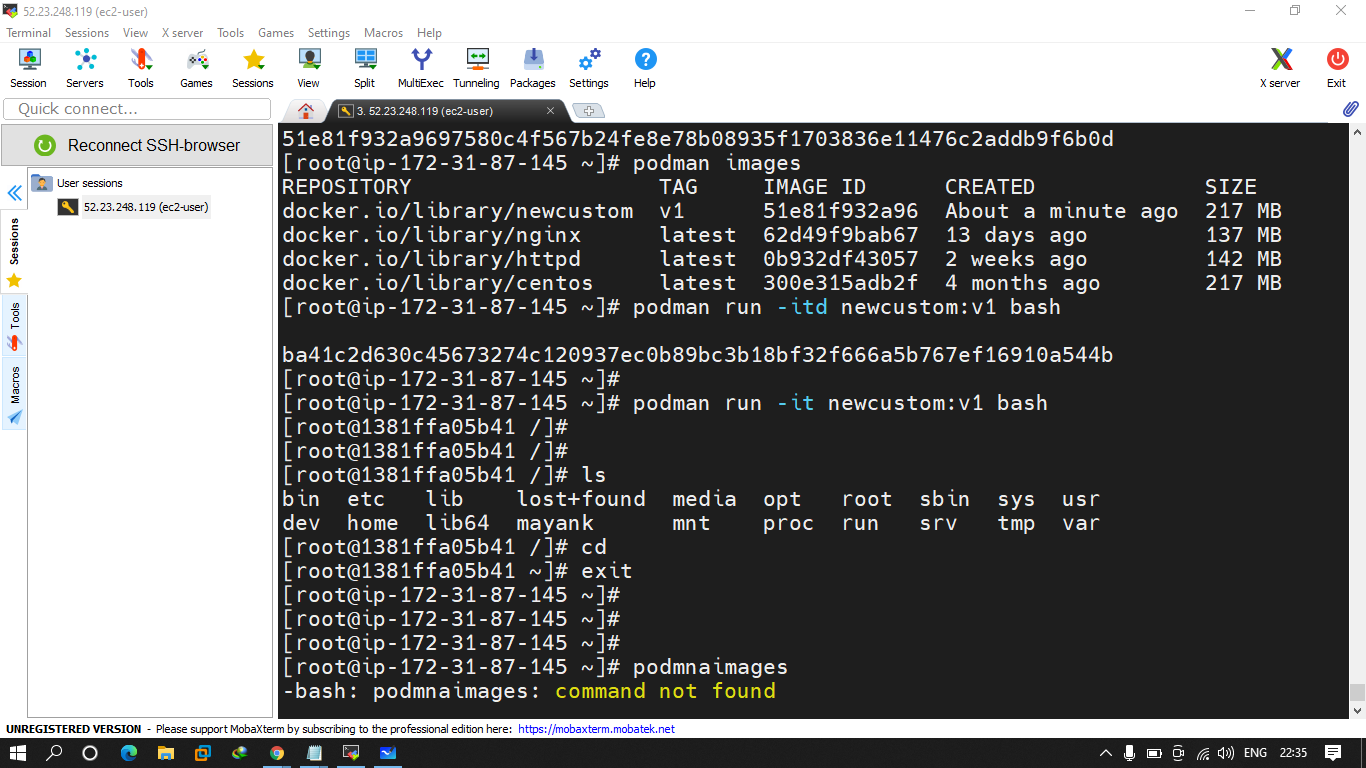 52.23.248.119 (ec2-user)
Terminal Sessions View X server Tools Games Settings Macros Help
Session Servers Tools Games Sessions View Split MultiExec Tunneling Packages Settings Help X server Exit
Quick connect...
3. 52.23.248.119 (ec2-user)
Reconnect SSH-browser
User sessions
52.23.248.119 (ec2-user)
Sessions
Tools
Macros
51e81f932a9697580c4f567b24fe8e78b08935f1703836e11476c2addb9f6b0d
[root@ip-172-31-87-145 ~]# podman images
REPOSITORY TAG IMAGE ID CREATED SIZE
docker.io/library/newcustom v1 51e81f932a96 About a minute ago 217 MB
docker.io/library/nginx latest 62d49f9bab67 13 days ago 137 MB
docker.io/library/httpd latest 0b932df43057 2 weeks ago 142 MB
docker.io/library/centos latest 300e315adb2f 4 months ago 217 MB
[root@ip-172-31-87-145 ~]# podman run -itd newcustom:v1 bash
ba41c2d630c45673274c120937ec0b89bc3b18bf32f666a5b767ef16910a544b
[root@ip-172-31-87-145 ~]#
[root@ip-172-31-87-145 ~]# podman run -it newcustom:v1 bash
[root@1381ffa05b41 /]#
[root@1381ffa05b41 /]#
[root@1381ffa05b41 /]# ls
bin etc lib lost+found media opt root sbin sys usr
dev home lib64 mayank mnt proc run srv tmp var
[root@1381ffa05b41 /]# cd
[root@1381ffa05b41 ~]# exit
[root@ip-172-31-87-145 ~]#
[root@ip-172-31-87-145 ~]#
[root@ip-172-31-87-145 ~]#
[root@ip-172-31-87-145 ~]# podmnaimages
-bash: podmnaimages: command not found
UNREGISTERED VERSION - Please support MobaXterm by subscribing to the professional edition here: https://mobaxterm.mobatek.net
ENG 22:35